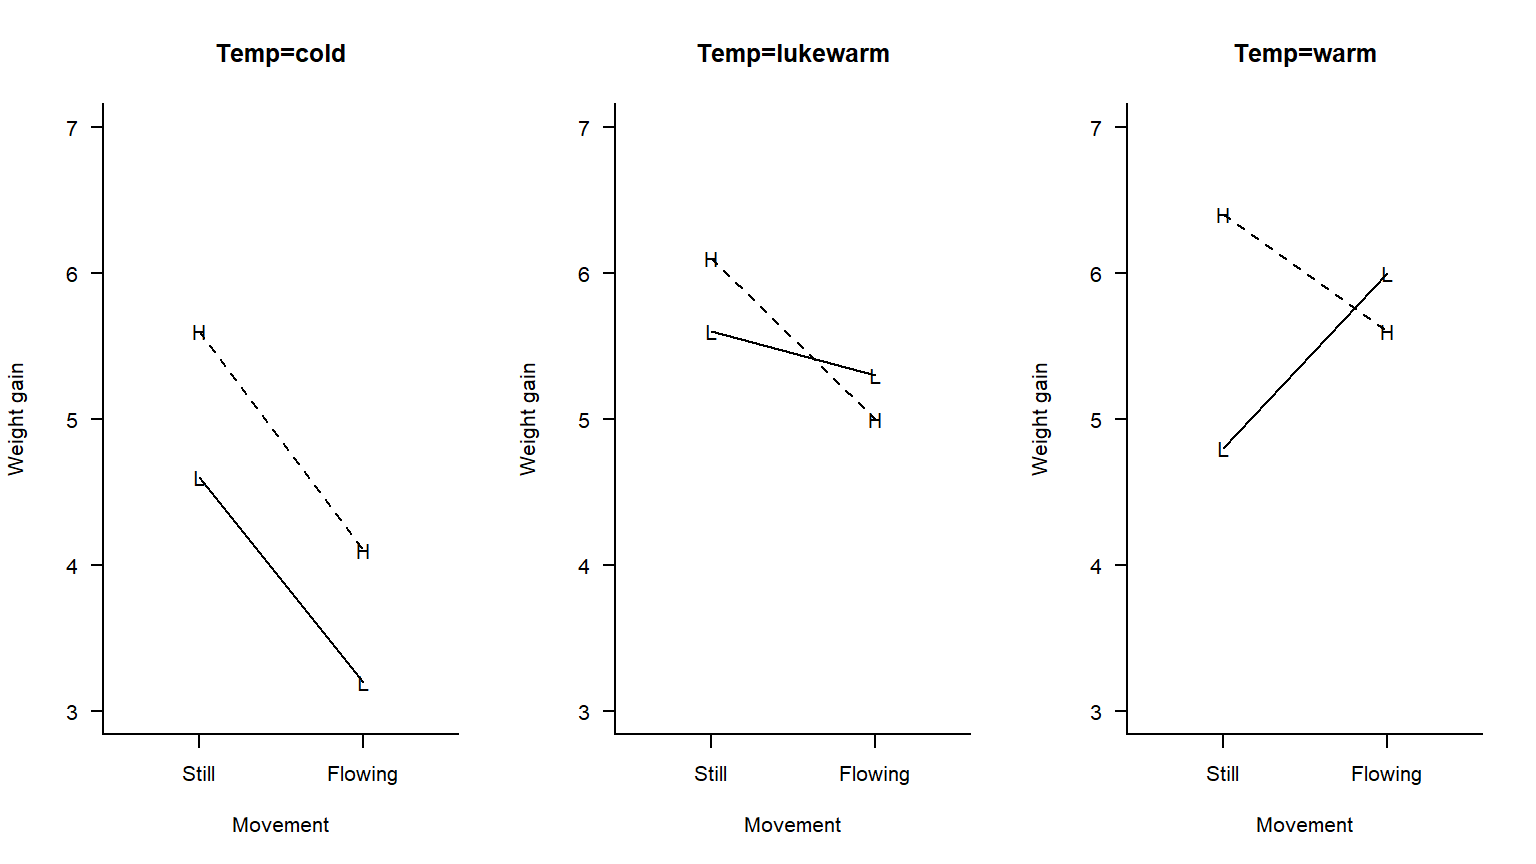 Temp=cold
7
6
5
4
3
Weight gain
H
H
L
L
Still Flowing
Movement
Temp=lukewarm
7
6
5
4
3
Weight gain
H
L
L
H
Still Flowing
Movement
Temp=warm
7
6
5
4
3
Weight gain
H
L
H
L
Still Flowing
Movement